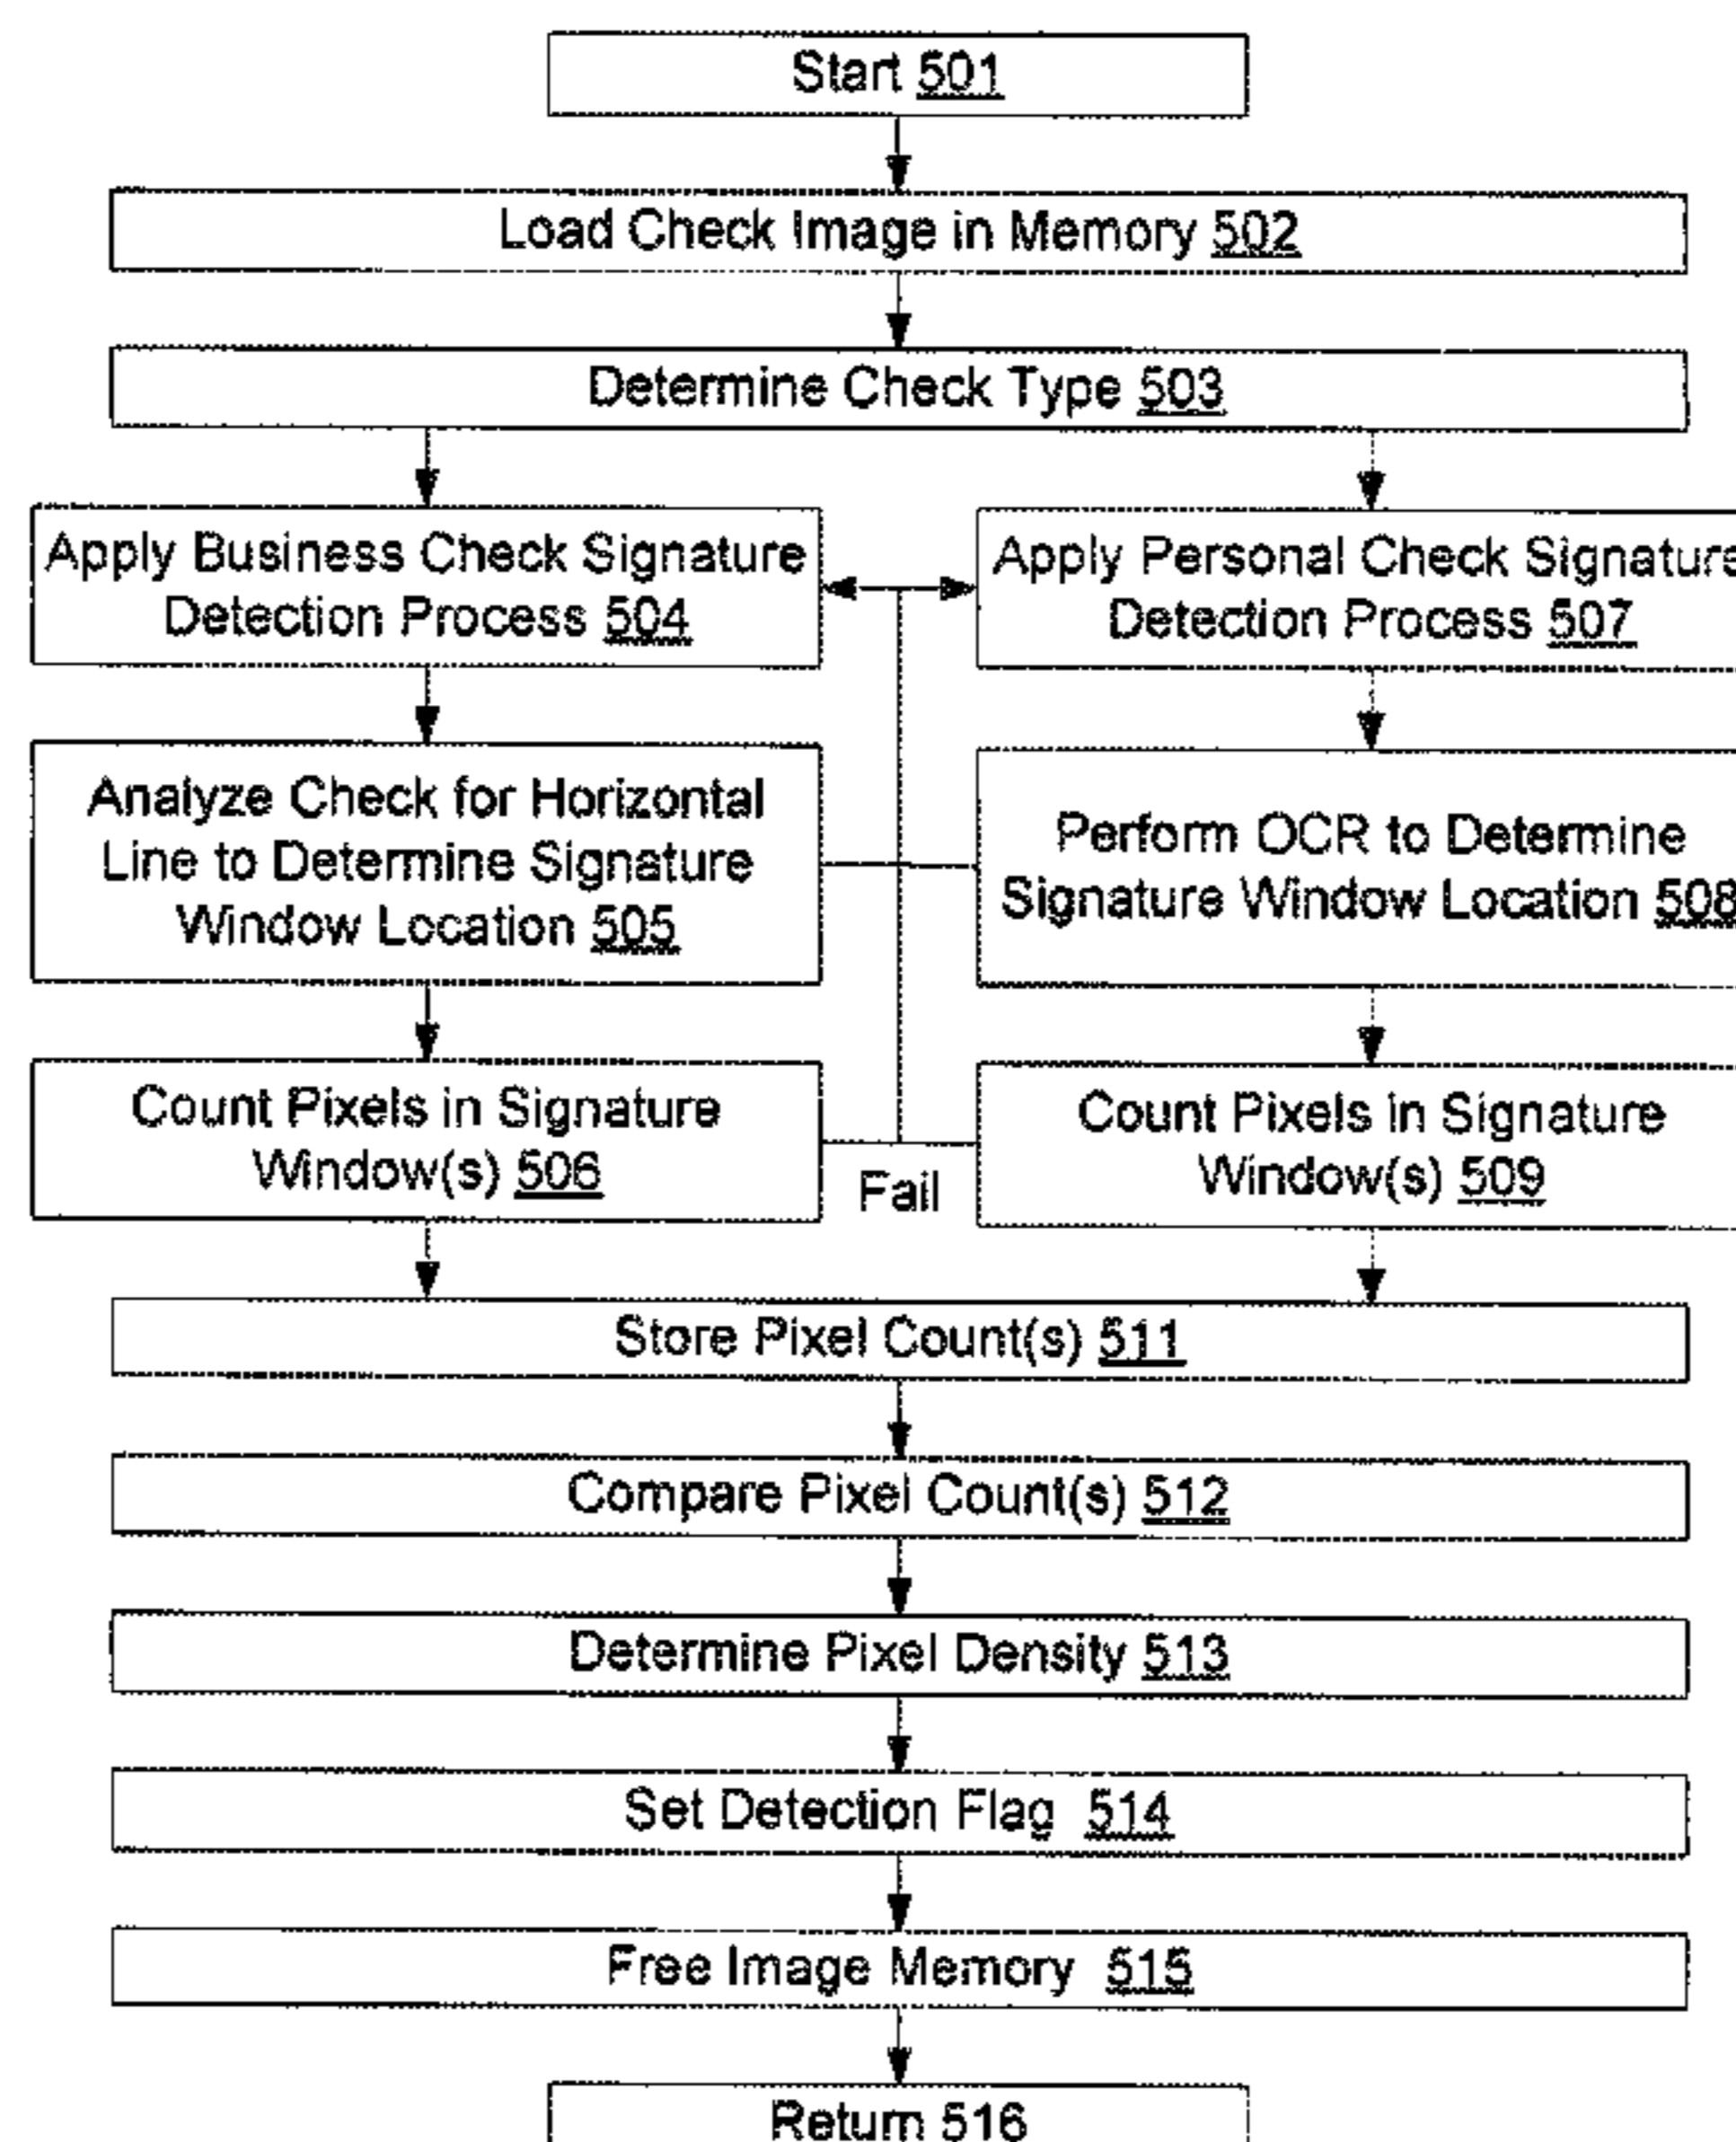 Start 501
Load Check Image in Memory 502
Determine Check Type 503
Apply Business Check Signature
Detection Process 504
Apply Personal Check Signature
Detection Process 507
Analyze Check for Horizontal
Line to Determine Signature
Window Location 505
Perform OCR to Determine
Signature Window Location 508
Count Pixels in Signature
Window(s) 506
Fail
Count Pixels in Signature
Window(s) 509
Store Pixel Count(s) 511
Compare Pixel Count(s) 512
Determine Pixel Density 513
Set Detection Flag 514
Free Image Memory 515
Return 516